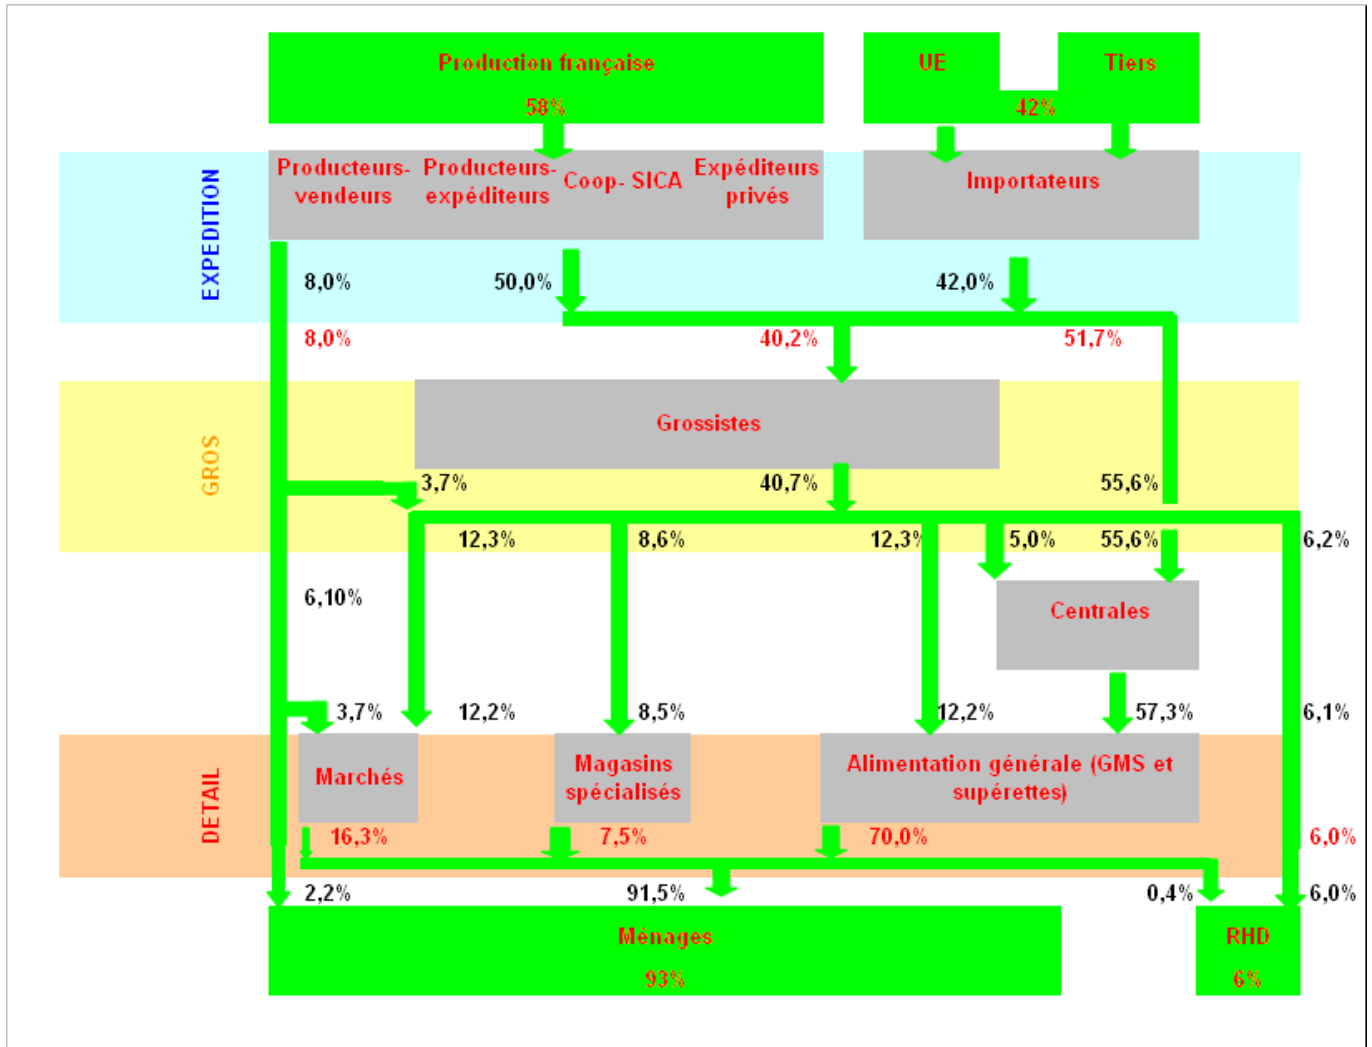 Production française
58%
UE
Tiers
42%
EXPEDITION
Producteurs-
vendeurs
Producteurs-
expéditeurs
Coop- SICA
Expéditeurs
privés
Importateurs
8,0%
50,0%
42,0%
8,0%
40,2%
51,7%
GROS
Grossistes
3,7%
40,7%
55,6%
12,3%
8,6%
12,3%
5,0%
55,6%
6,2%
6,10%
Centrales
3,7%
12,2%
8,5%
12,2%
57,3%
6,1%
DETAIL
Marchés
Magasins
spécialisés
Alimentation générale (GMS et
supérettes)
16,3%
7,5%
70,0%
6,0%
2,2%
91,5%
0,4%
6,0%
Ménages
93%
RHD
6%